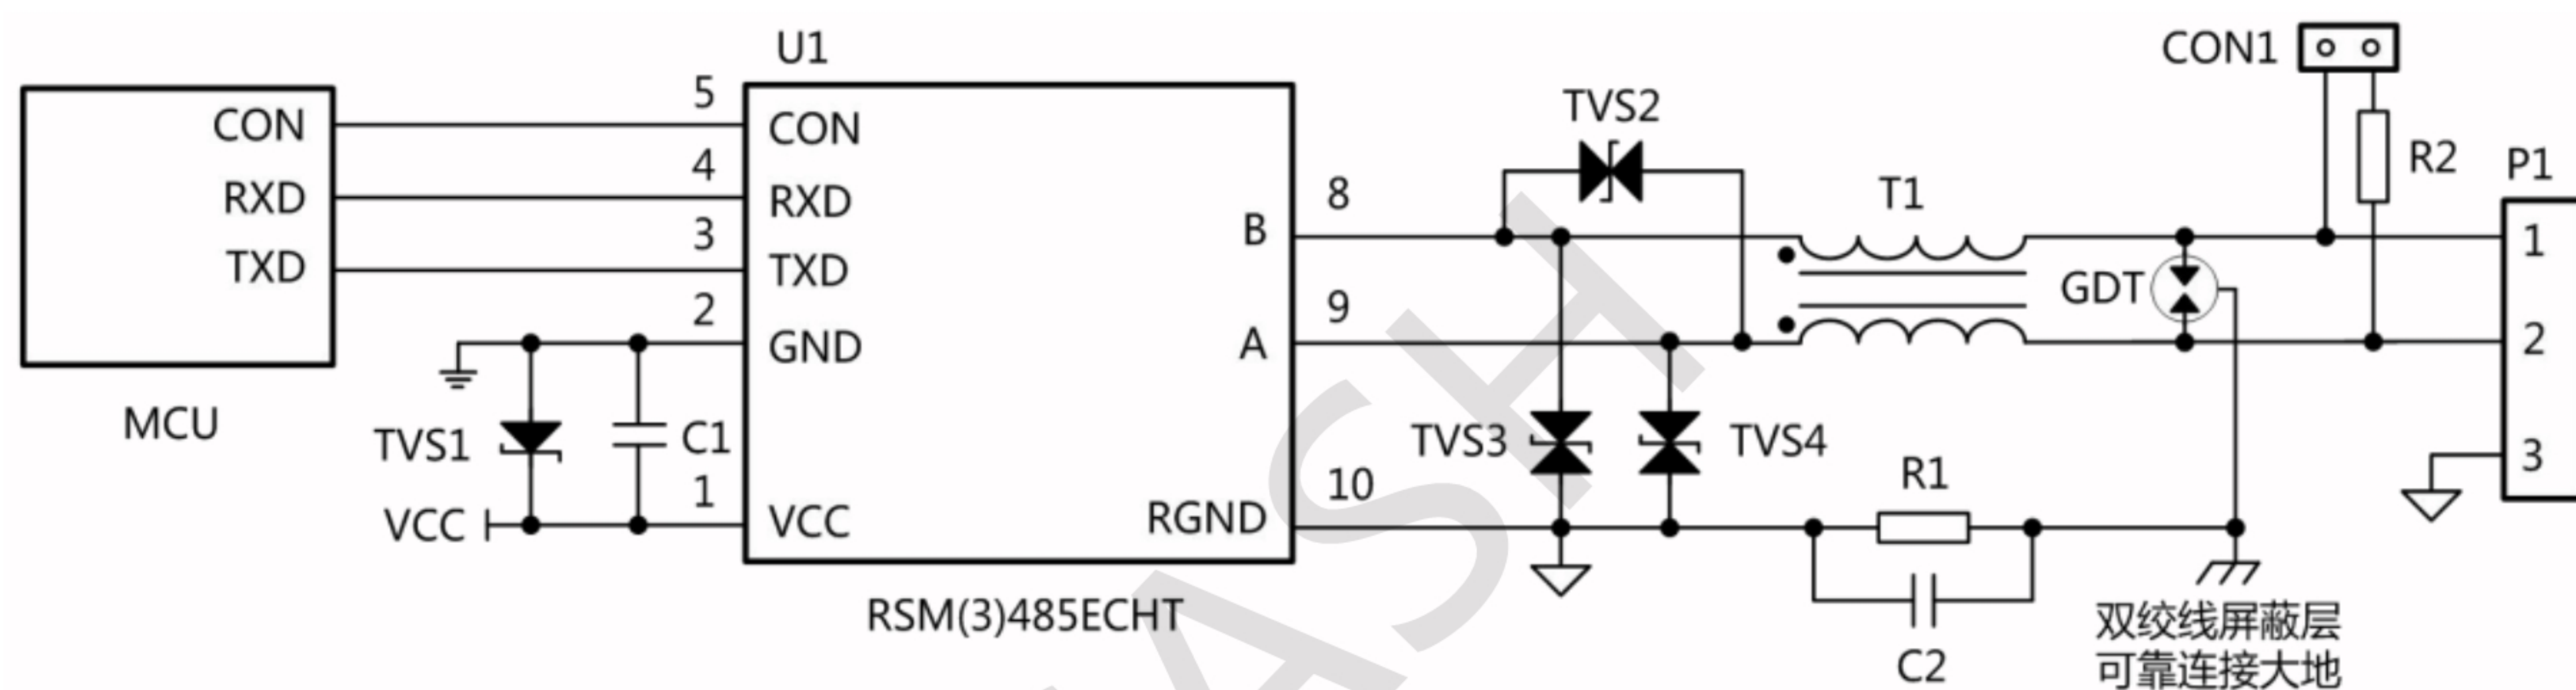 U1
CON1
5
CON
CON
TVS2
4
R2
P1
RXD
RXD
8
T1
3
B
1
TXD
TXD
GDT
2
9
GND
A
2
MCU
TVS1
C1
TVS3
TVS4
3
1
10
R1
VCC
VCC
RGND
RSM(3)485ECHT
C2
双绞线屏蔽层
可靠连接大地